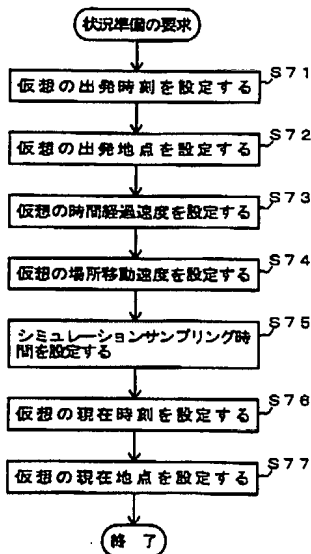 状況準備の要求
S71
仮想の出発時刻を設定する
S72
仮想の出発地点を設定する
S73
仮想の時間経過速度を設定する
S74
仮想の場所移動速度を設定する
S75
シミュレーションサンプリング時
間を設定する
S76
仮想の現在時刻を設定する
S77
仮想の現在地点を設定する
終 了